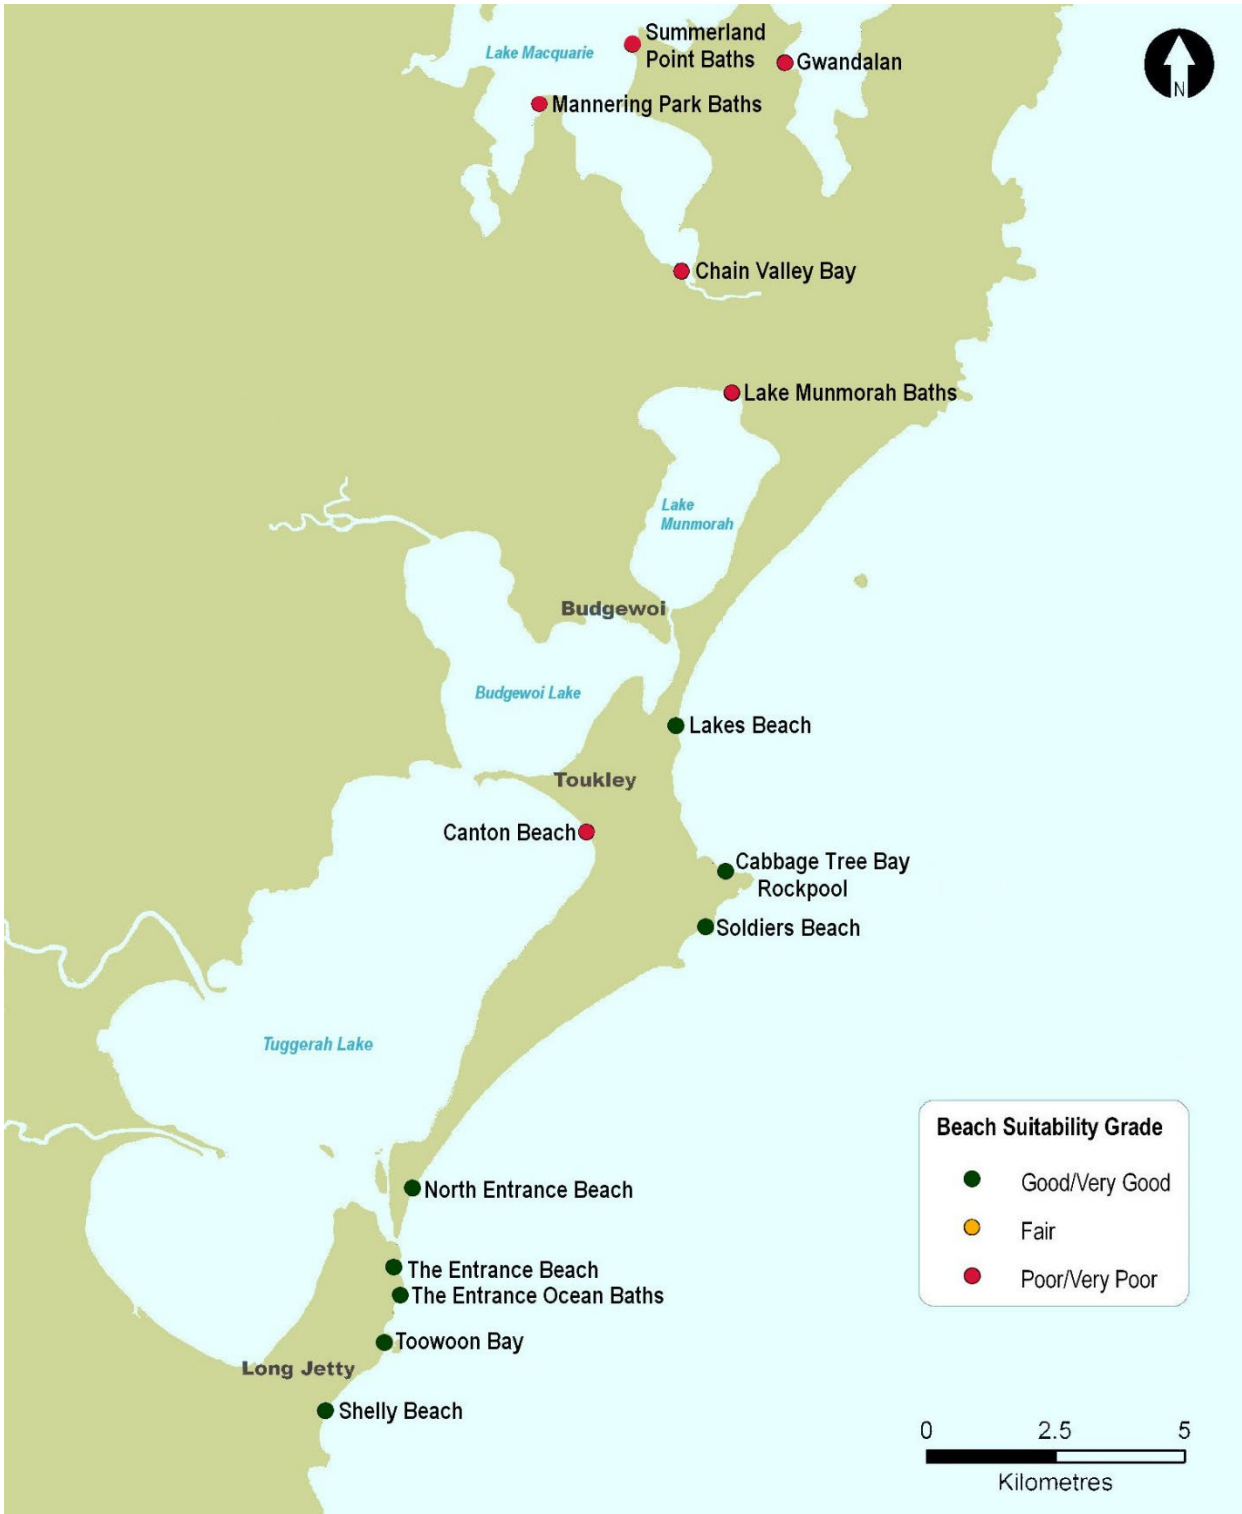 Lake Macquarie
Summerland
Point Baths
Gwandalan
N
Mannering Park Baths
Chain Valley Bay
Lake Munmorah Baths
Lake
Munmorah
Budgewoi
Budgewoi Lake
Lakes Beach
Toukley
Canton Beach
Cabbage Tree Bay
Rockpool
Soldiers Beach
Tuggerah Lake
North Entrance Beach
The Entrance Beach
The Entrance Ocean Baths
Toowoon Bay
Long Jetty
Shelly Beach
Beach Suitability Grade
Good/Very Good
Fair
Poor/Very Poor
0 2.5 5
Kilometres